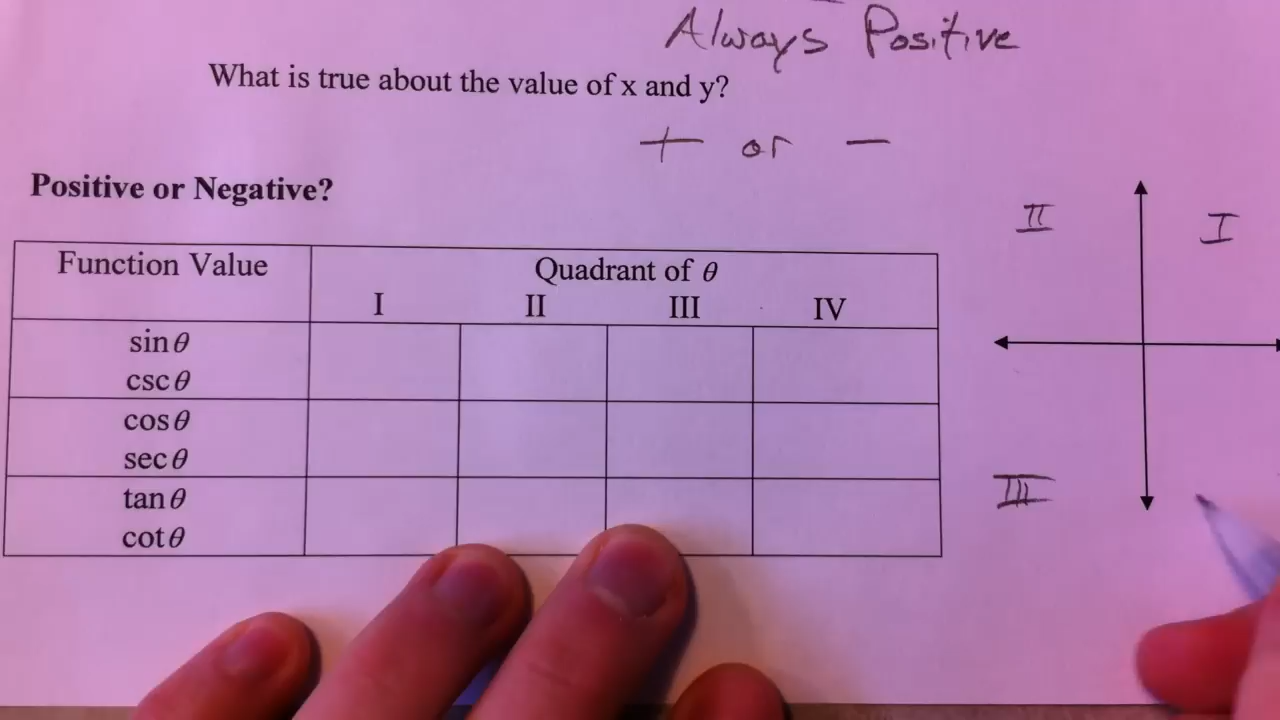 Always Positive
What is true about the value of x and y?
+ or −
Positive or Negative?
II I
Function Value Quadrant of θ
I II III IV
sin θ
csc θ
cos θ
sec θ
tan θ
cot θ
III